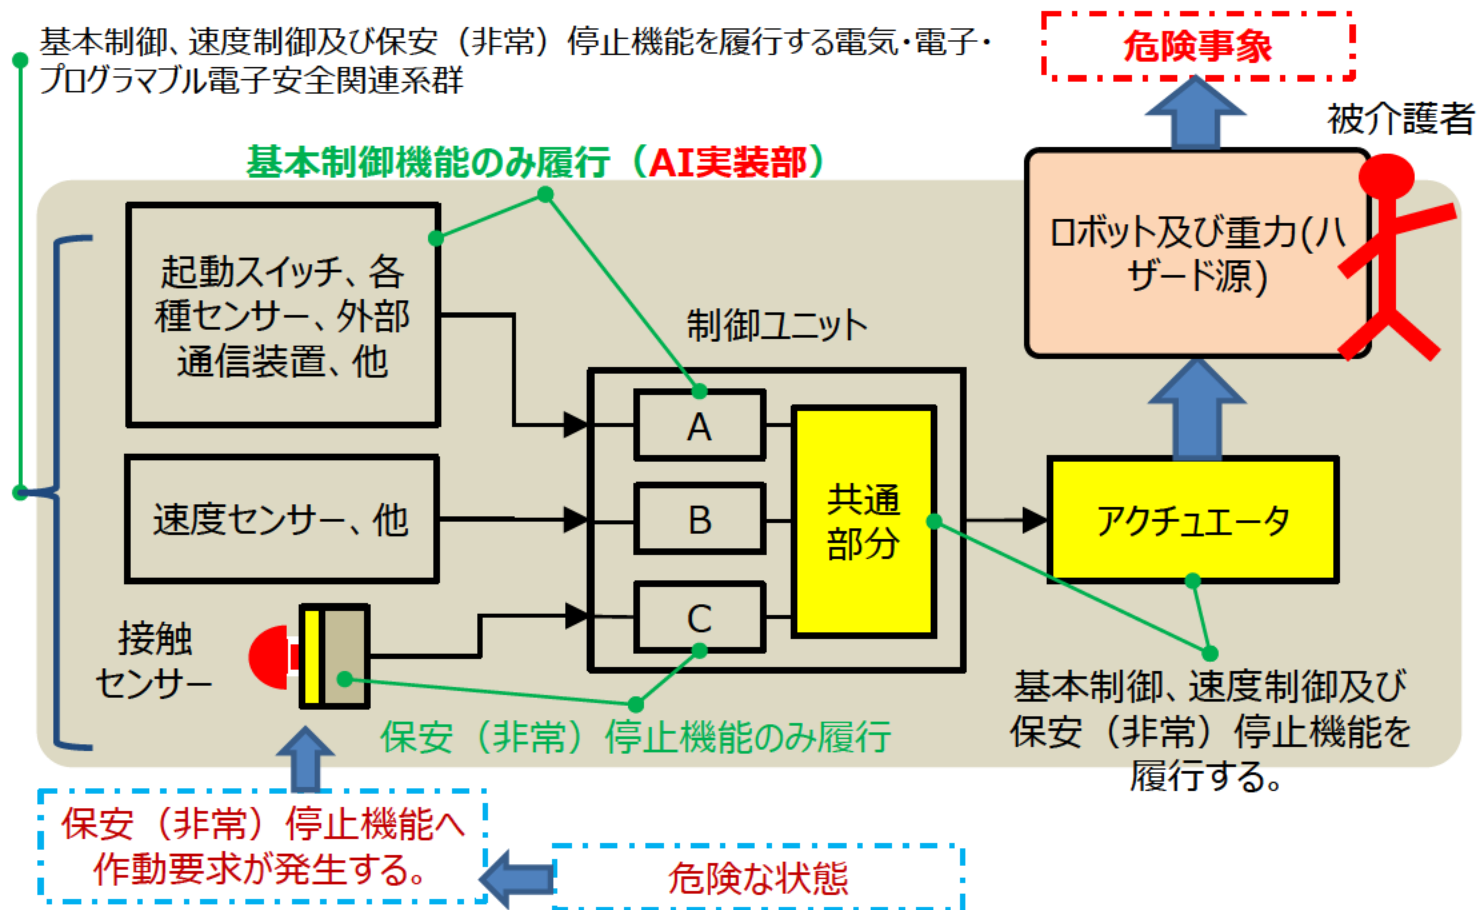 基本制御、速度制御及び保安（非常）停止機能を履行する電気・電子・
プログラマブル電子安全関連系群
危険事象
被介護者
基本制御機能のみ履行（AI実装部）
ロボット及び重力(ハ
ザード源)
起動スイッチ、各
種センサー、外部
通信装置、他
制御ユニット
A
速度センサー、他
B
共通
部分
アクチュエータ
C
接触
センサー
基本制御、速度制御及び
保安（非常）停止機能を
履行する。
保安（非常）停止機能のみ履行
保安（非常）停止機能へ
作動要求が発生する。
危険な状態